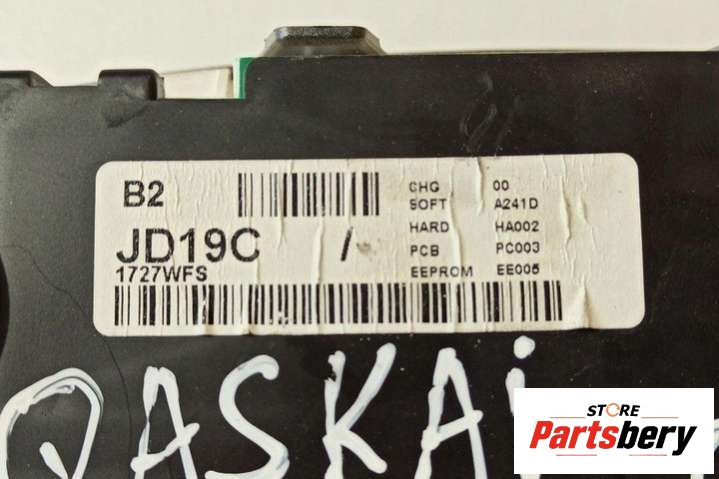 B2
CHG 00
SOFT A241D
JD19C /
HARD HA002
PCB PC003
1727WFS
EEPROM EE005
QASKAi
STORE
Partsbery